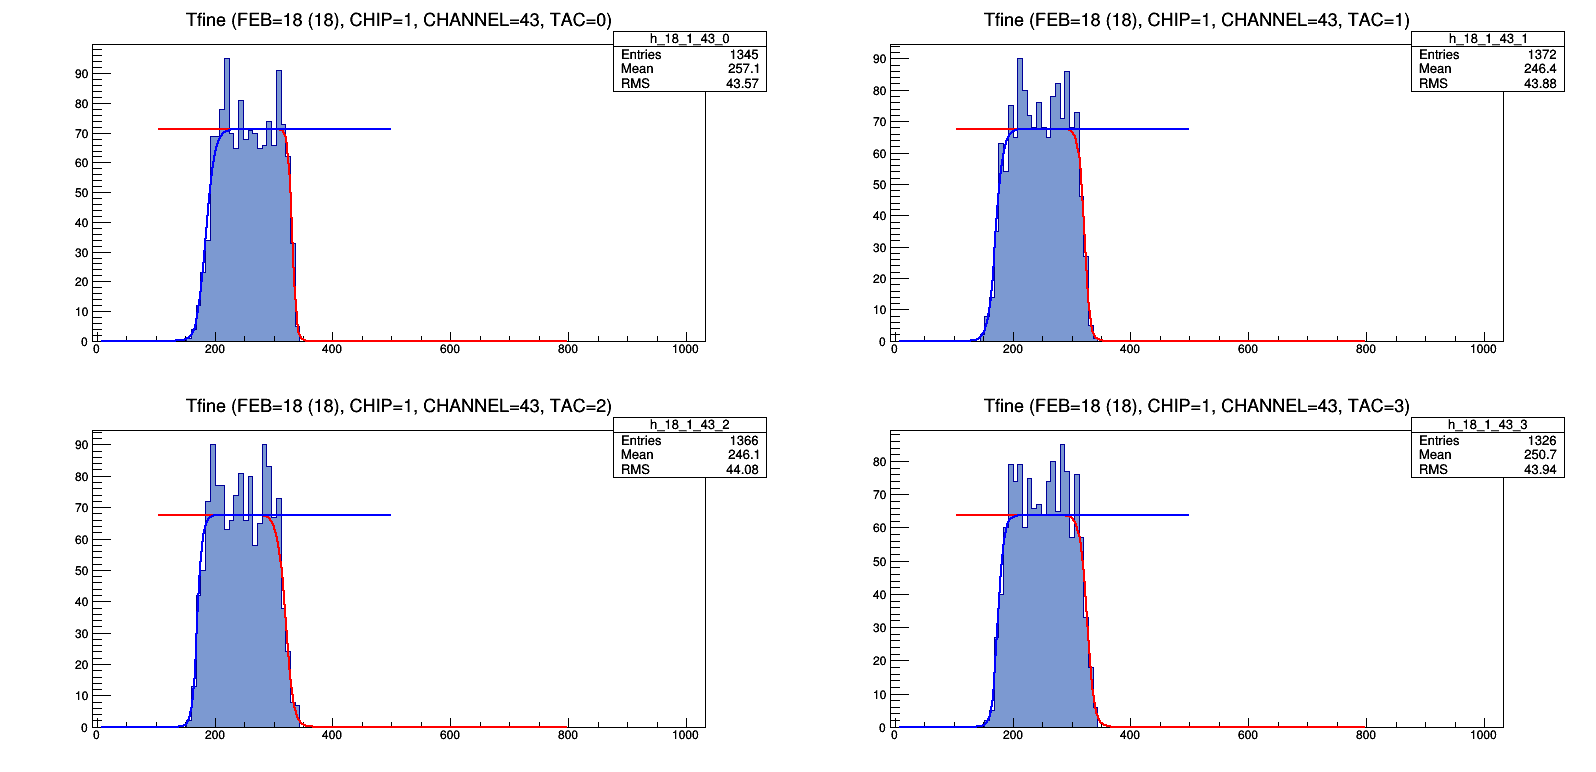 Tfine (FEB=18 (18), CHIP=1, CHANNEL=43, TAC=0)
h_18_1_43_0
Entries 1345
Mean 257.1
RMS 43.57
90
80
70
60
50
40
30
20
10
0
0 200 400 600 800 1000
Tfine (FEB=18 (18), CHIP=1, CHANNEL=43, TAC=1)
h_18_1_43_1
Entries 1372
Mean 246.4
RMS 43.88
90
80
70
60
50
40
30
20
10
0
0 200 400 600 800 1000
Tfine (FEB=18 (18), CHIP=1, CHANNEL=43, TAC=2)
h_18_1_43_2
Entries 1366
Mean 246.1
RMS 44.08
90
80
70
60
50
40
30
20
10
0
0 200 400 600 800 1000
Tfine (FEB=18 (18), CHIP=1, CHANNEL=43, TAC=3)
h_18_1_43_3
Entries 1326
Mean 250.7
RMS 43.94
80
70
60
50
40
30
20
10
0
0 200 400 600 800 1000